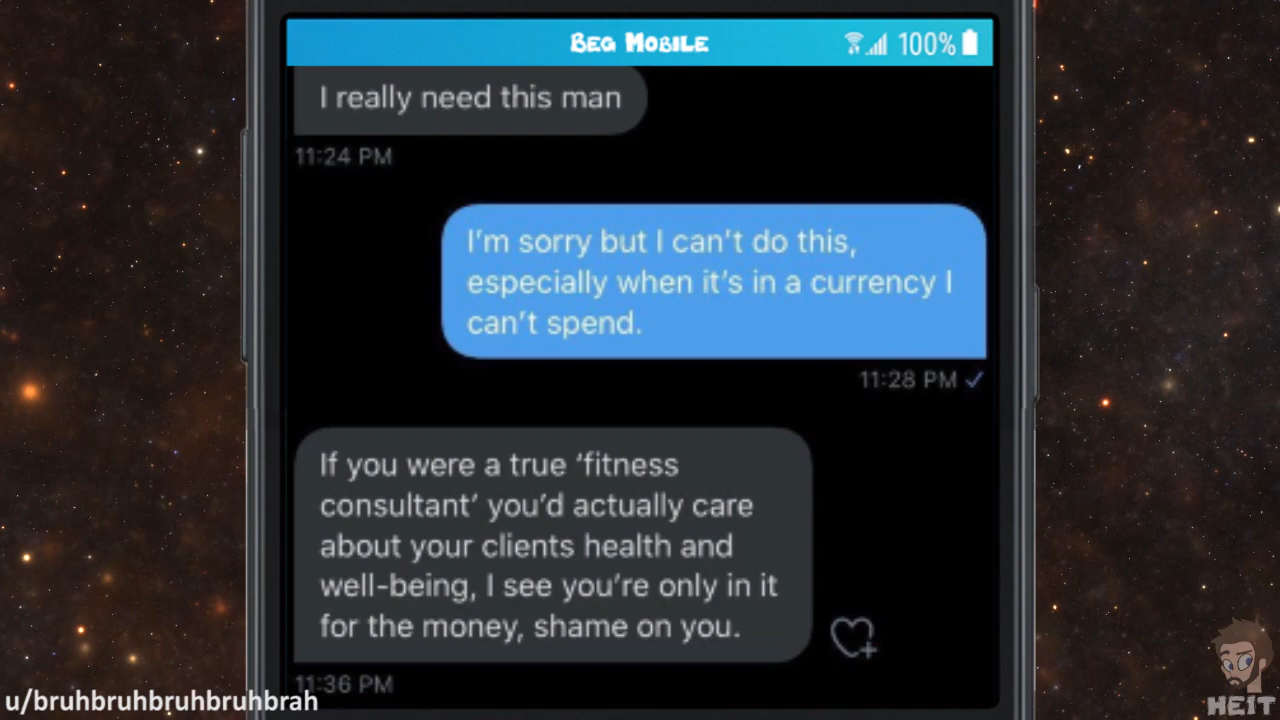 BEG MOBILE
100%
I really need this man
11:24 PM
I'm sorry but I can't do this,
especially when it's in a currency I
can't spend.
11:28 PM
If you were a true 'fitness
consultant' you'd actually care
about your clients health and
well-being, I see you're only in it
for the money, shame on you.
11:36 PM
u/bruhbruhbruhbruhbrah
HEIT